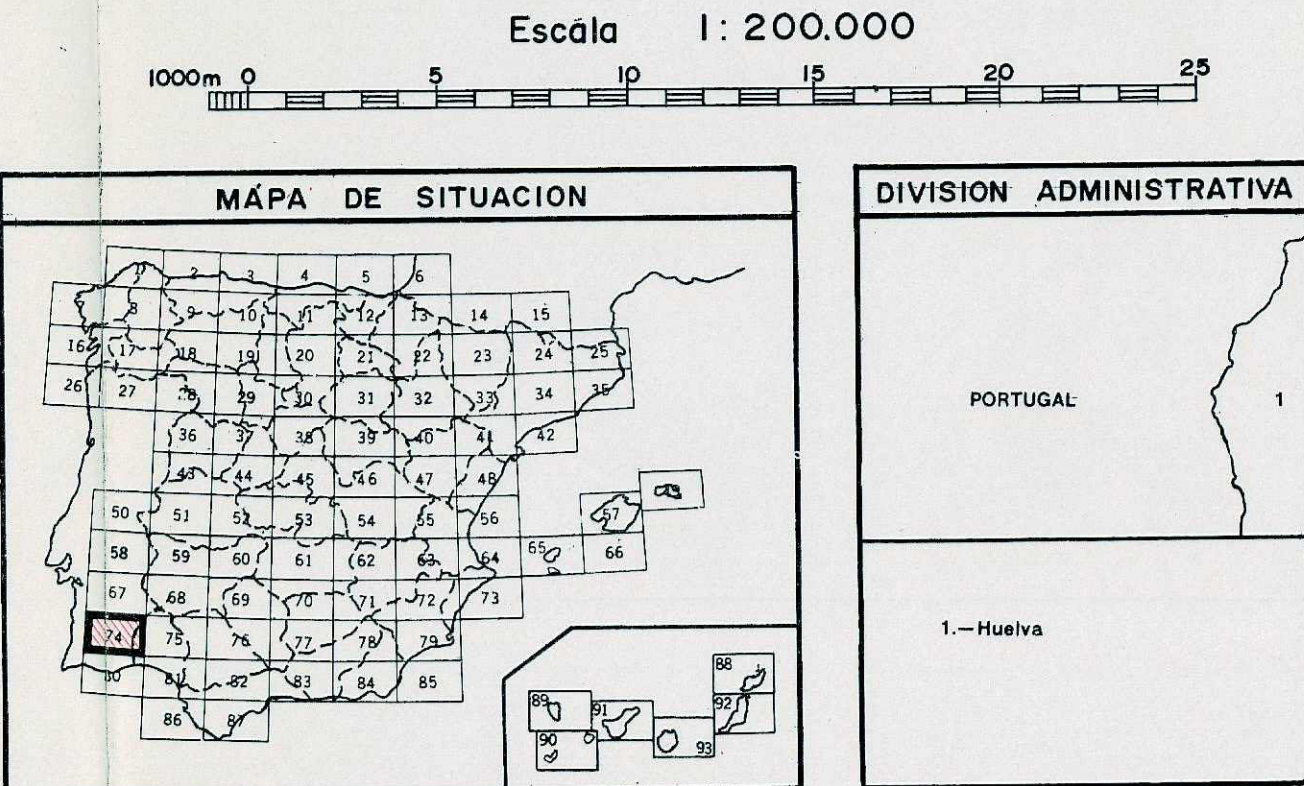 Escála 1:200.000
1000m 0 5 10 15 20 25
MÁPA DE SITUACION
1 2 3 4 5 6
8 9 10 11 12 13 14 15
16 17 18 19 20 21 22 23 24 25
26 27 28 29 30 31 32 33 34 35
36 37 38 39 40 41 42
43 44 45 46 47 48
50 51 52 53 54 55 56 57
58 59 60 61 62 63 64 65 66
67 68 69 70 71 72 73
74 75 76 77 78 79
80 81 82 83 84 85
86 87
88
89 91 92
90 93
DIVISION ADMINISTRATIVA
PORTUGAL 1
1.-Huelva